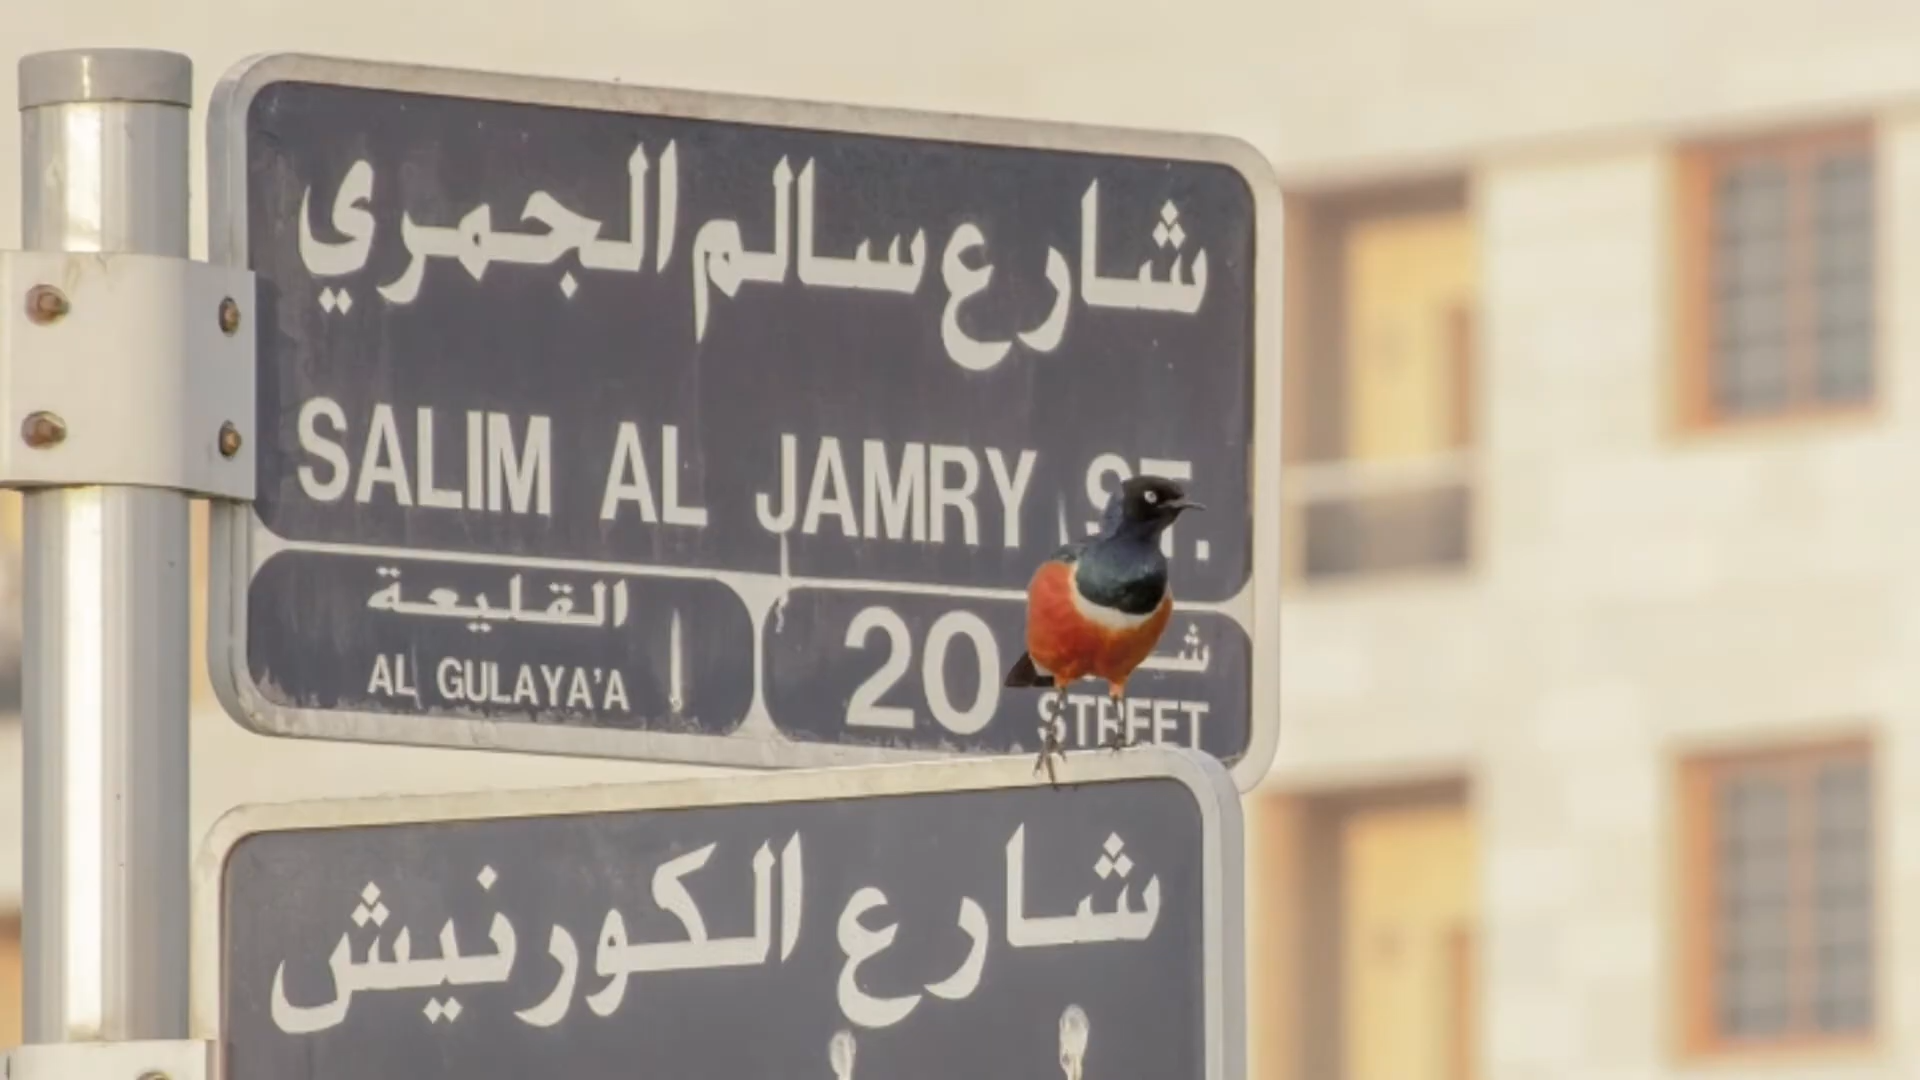 شارع سالم الجمري
SALIM AL JAMRY ST.
القليعة
AL GULAYA'A
20
STREET
شارع الكورنيش